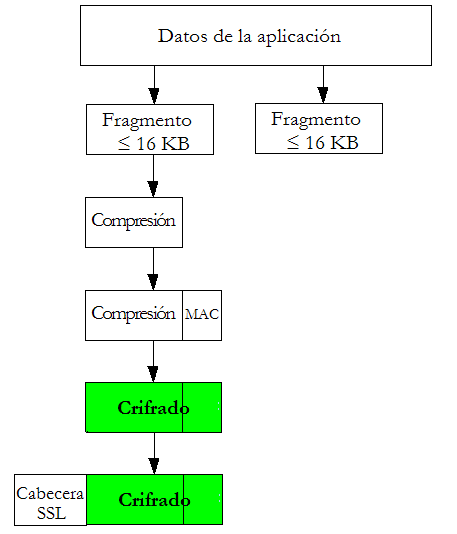 Datos de la aplicación
Fragmento
≤ 16 KB
Fragmento
≤ 16 KB
Compresión
Compresión
MAC
Crifrado
Cabecera
SSL
Crifrado